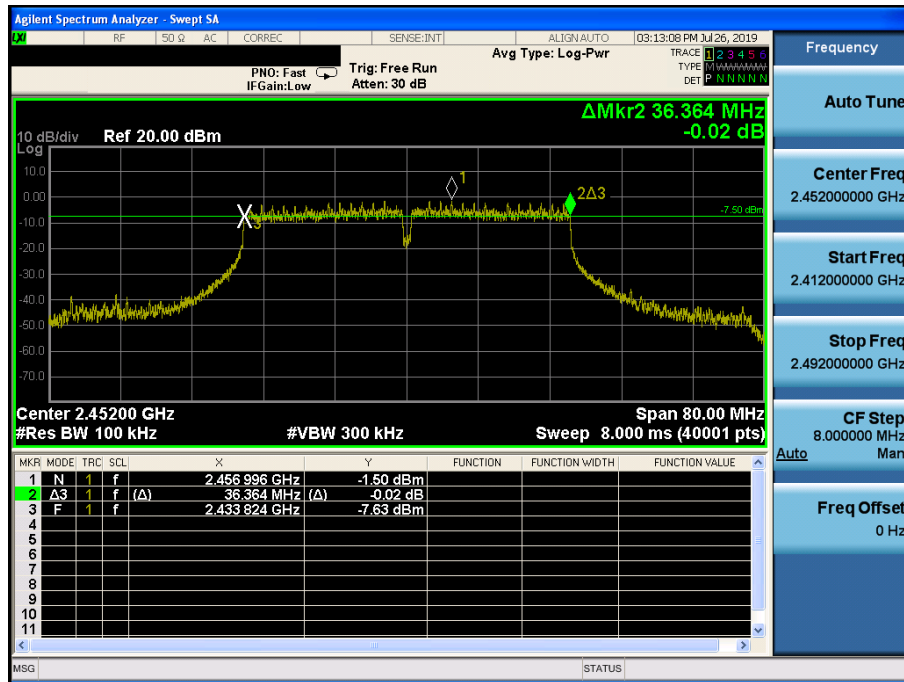 Agilent Spectrum Analyzer - Swept SA
LXI RF 50 Ω AC CORREC SENSE:INT ALIGN AUTO 03:13:08 PM Jul 26, 2019
Frequency
Avg Type: Log-Pwr TRACE 1 2 3 4 5 6
PNO: Fast Trig: Free Run TYPE M W W W W W
IFGain:Low Atten: 30 dB DET P N N N N N
Auto Tune
ΔMkr2 36.364 MHz
-0.02 dB
10 dB/div Ref 20.00 dBm
Log
10.0
0.00
-10.0
-20.0
-30.0
-40.0
-50.0
-60.0
-70.0
1
2Δ3
3
-7.50 dBm
Center Freq
2.452000000 GHz
Start Freq
2.412000000 GHz
Stop Freq
2.492000000 GHz
Center 2.45200 GHz Span 80.00 MHz
#Res BW 100 kHz #VBW 300 kHz Sweep 8.000 ms (40001 pts)
CF Step
8.000000 MHz
Auto Man
MKR MODE TRC SCL X Y FUNCTION FUNCTION WIDTH FUNCTION VALUE
1 N 1 f 2.456 996 GHz -1.50 dBm
2 Δ3 1 f (Δ) 36.364 MHz (Δ) -0.02 dB
3 F 1 f 2.433 824 GHz -7.63 dBm
4
5
6
7
8
9
10
11
Freq Offset
0 Hz
MSG STATUS